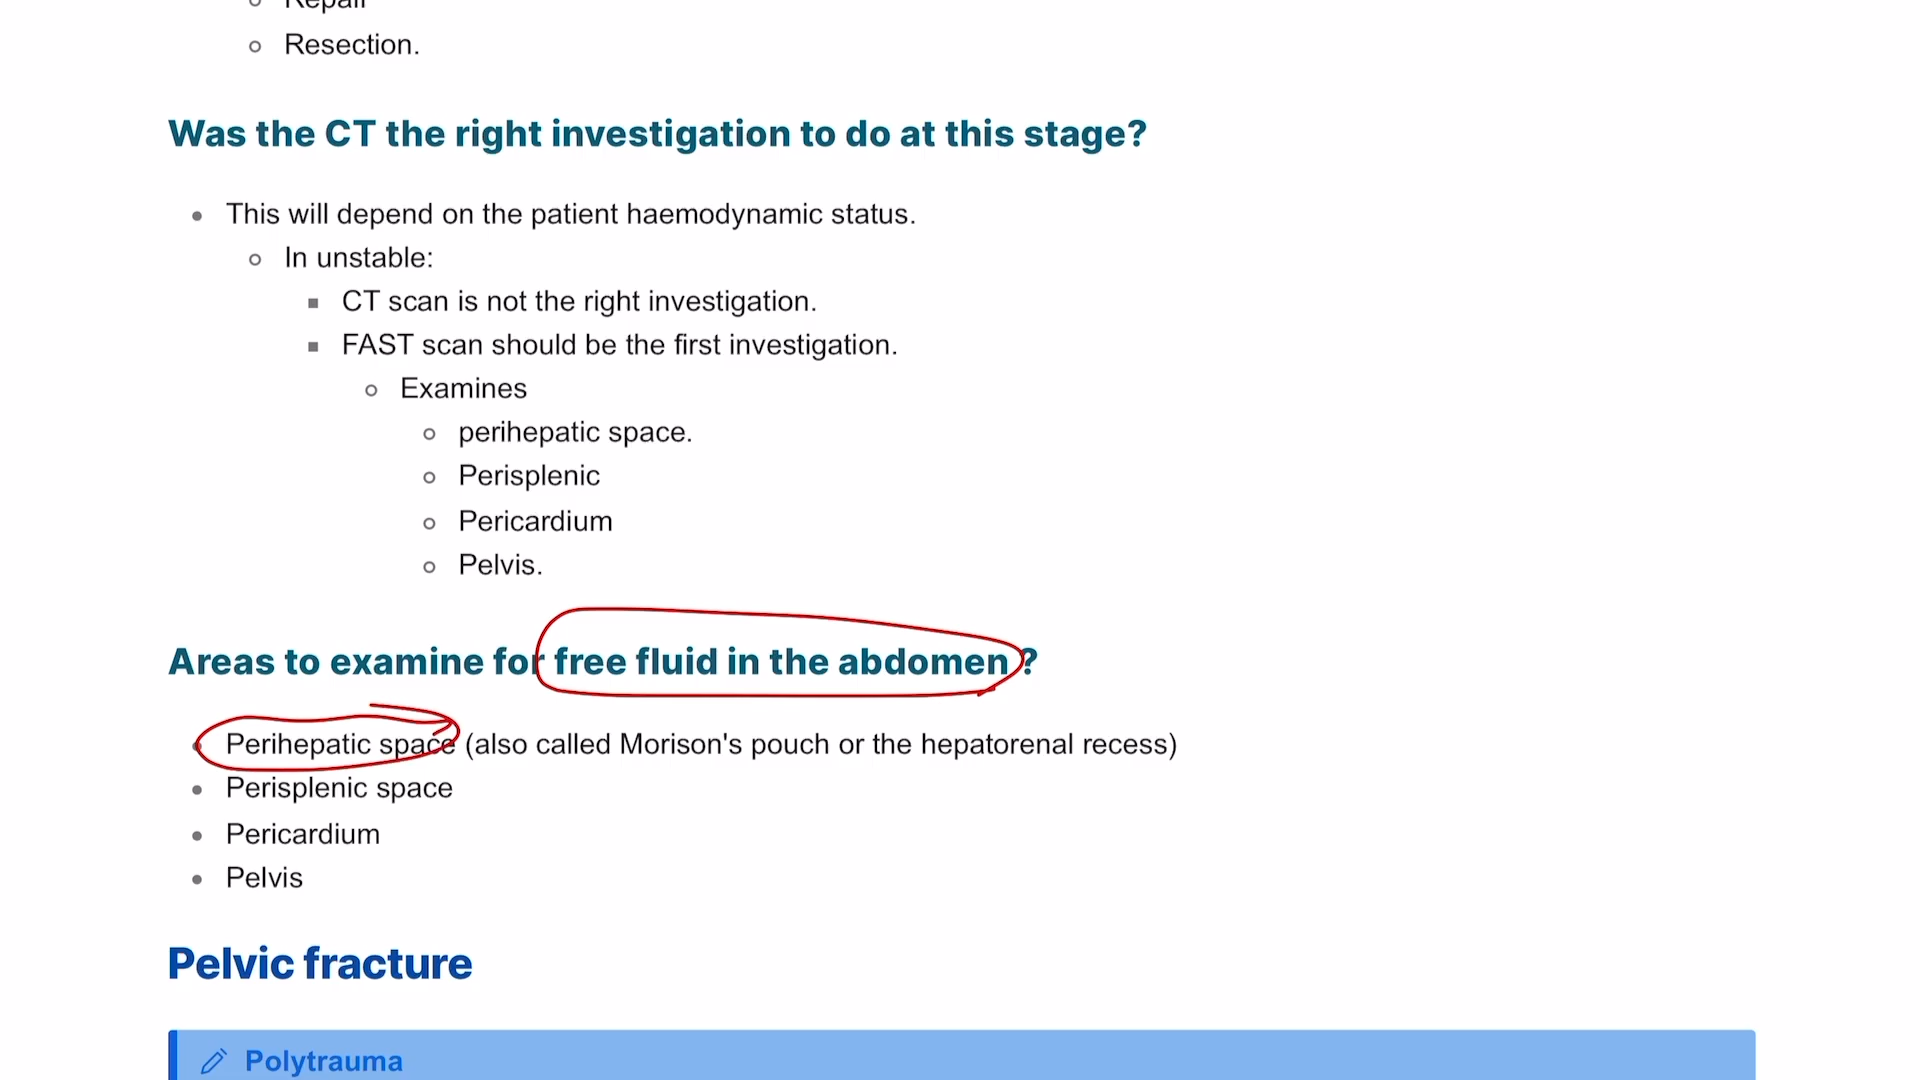 Repair
Resection.
Was the CT the right investigation to do at this stage?
This will depend on the patient haemodynamic status.
In unstable:
CT scan is not the right investigation.
FAST scan should be the first investigation.
Examines
perihepatic space.
Perisplenic
Pericardium
Pelvis.
Areas to examine for free fluid in the abdomen ?
Perihepatic space (also called Morison's pouch or the hepatorenal recess)
Perisplenic space
Pericardium
Pelvis
Pelvic fracture
Polytrauma